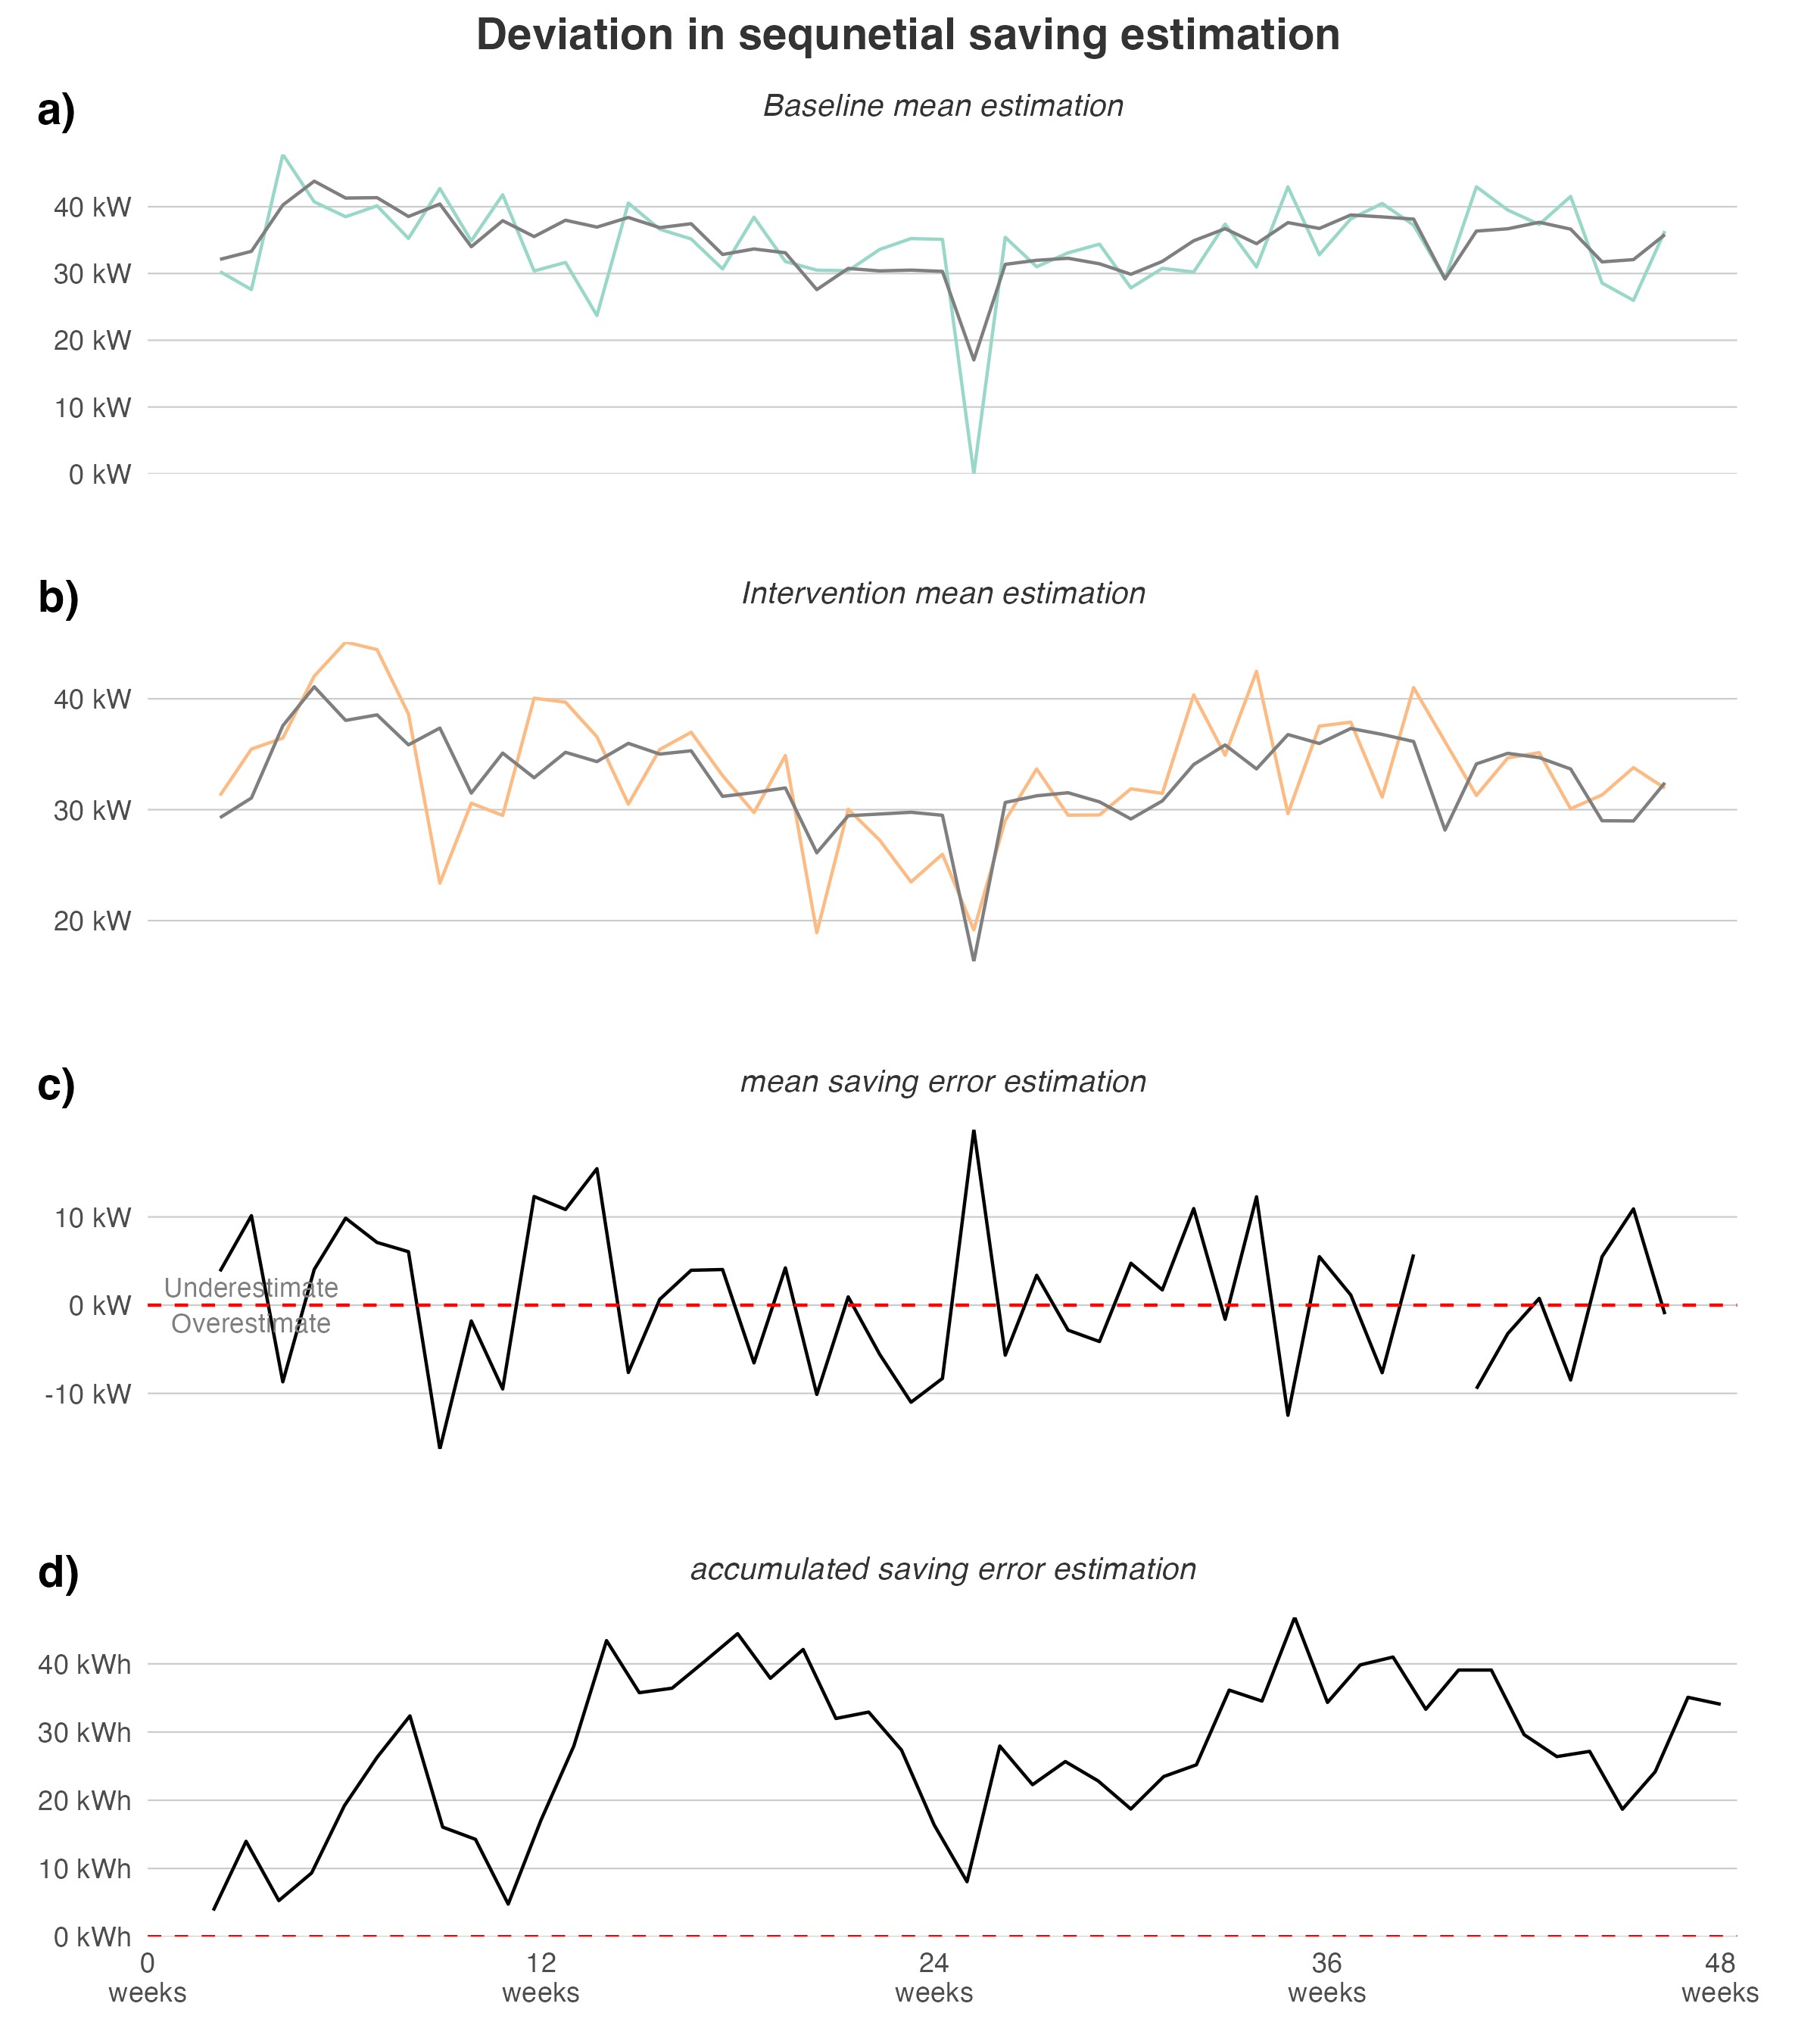 Deviation in sequnetial saving estimation
a)
Baseline mean estimation
40 kW
30 kW
20 kW
10 kW
0 kW
b)
Intervention mean estimation
40 kW
30 kW
20 kW
c)
mean saving error estimation
10 kW
Underestimate
0 kW
Overestimate
-10 kW
d)
accumulated saving error estimation
40 kWh
30 kWh
20 kWh
10 kWh
0 kWh
0 12 24 36 48
weeks weeks weeks weeks weeks